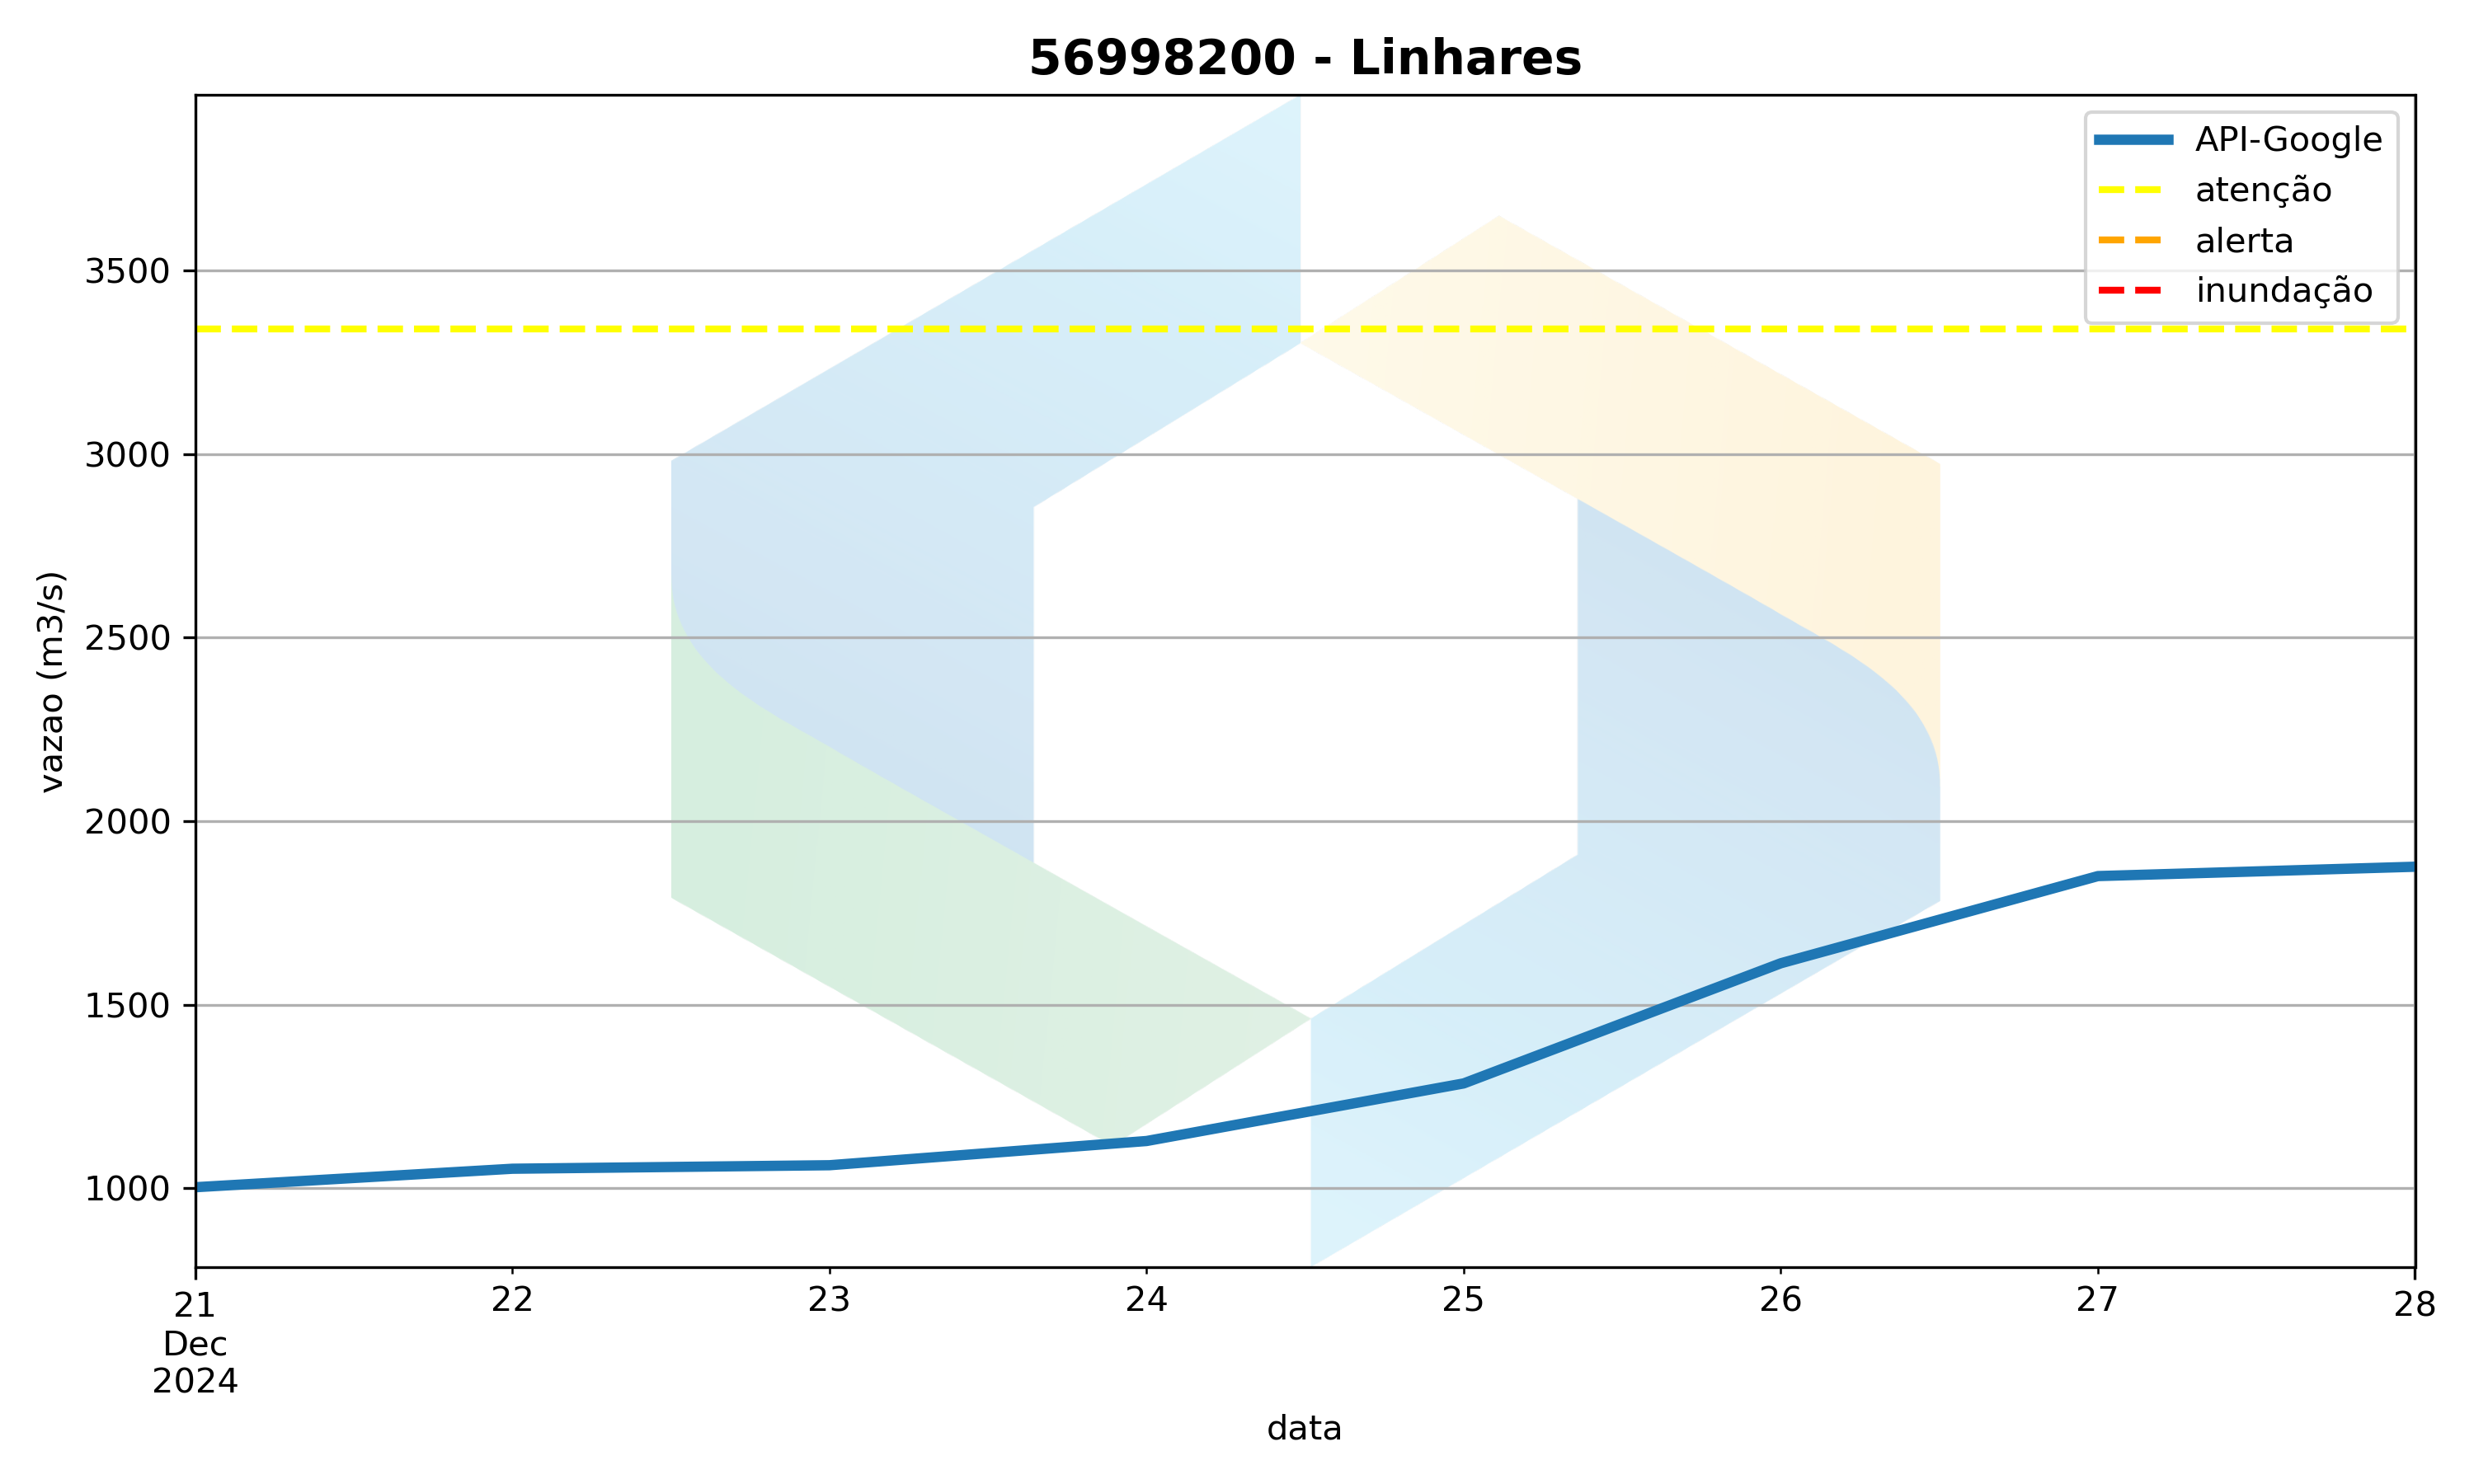 56998200 - Linhares
API-Google
atenção
alerta
inundação
3500
3000
2500
2000
1500
1000
vazao (m3/s)
21 22 23 24 25 26 27 28
Dec
2024
data